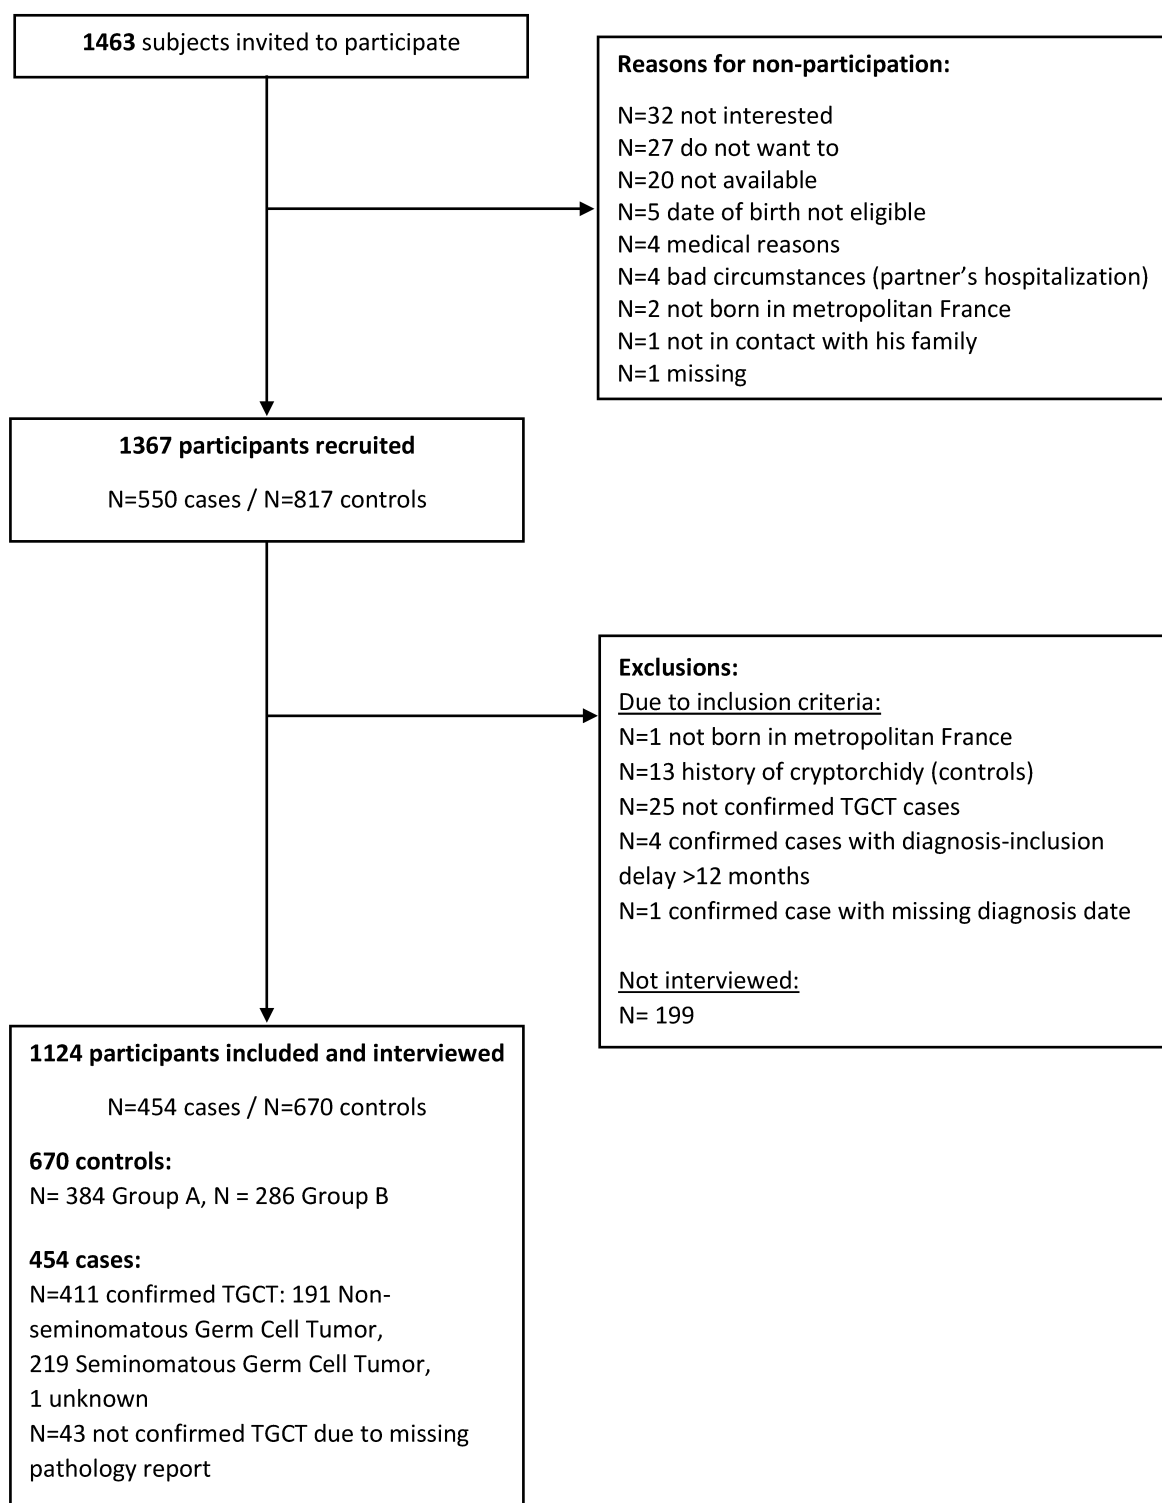 1463 subjects invited to participate
Reasons for non-participation:
N=32 not interested
N=27 do not want to
N=20 not available
N=5 date of birth not eligible
N=4 medical reasons
N=4 bad circumstances (partner's hospitalization)
N=2 not born in metropolitan France
N=1 not in contact with his family
N=1 missing
1367 participants recruited
N=550 cases / N=817 controls
Exclusions:
Due to inclusion criteria:
N=1 not born in metropolitan France
N=13 history of cryptorchidy (controls)
N=25 not confirmed TGCT cases
N=4 confirmed cases with diagnosis-inclusion
delay >12 months
N=1 confirmed case with missing diagnosis date
Not interviewed:
N= 199
1124 participants included and interviewed
N=454 cases / N=670 controls
670 controls:
N= 384 Group A, N = 286 Group B
454 cases:
N=411 confirmed TGCT: 191 Non-
seminomatous Germ Cell Tumor,
219 Seminomatous Germ Cell Tumor,
1 unknown
N=43 not confirmed TGCT due to missing
pathology report